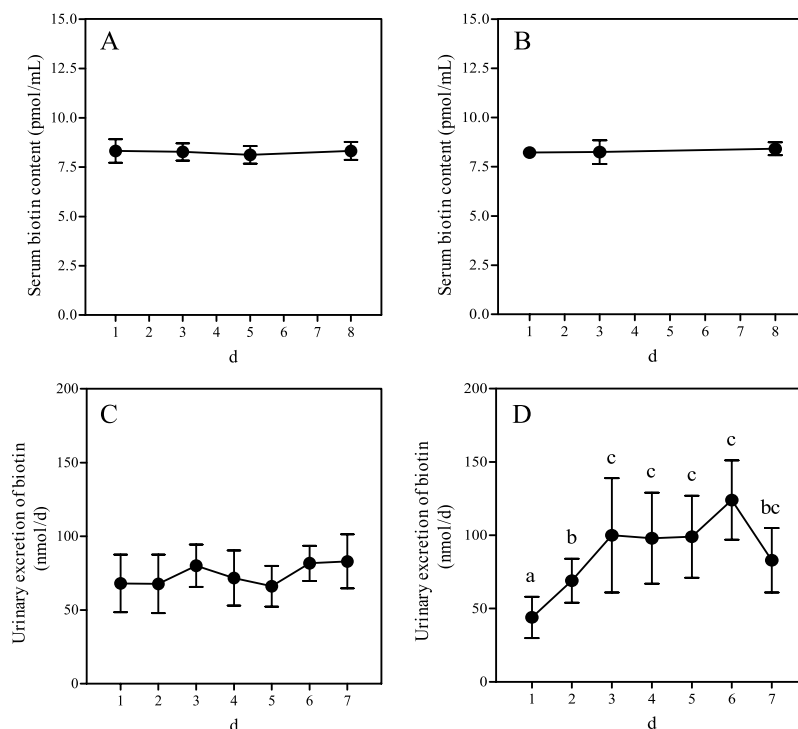 A
Serum biotin content (pmol/mL)
15.0
12.5
10.0
7.5
5.0
2.5
0.0
1 2 3 4 5 6 7 8
d
B
Serum biotin content (pmol/mL)
15.0
12.5
10.0
7.5
5.0
2.5
0.0
1 2 3 4 5 6 7 8
d
C
Urinary excretion of biotin
(nmol/d)
200
150
100
50
0
1 2 3 4 5 6 7
d
D
Urinary excretion of biotin
(nmol/d)
200
150
100
50
0
a b c c c c bc
1 2 3 4 5 6 7
d